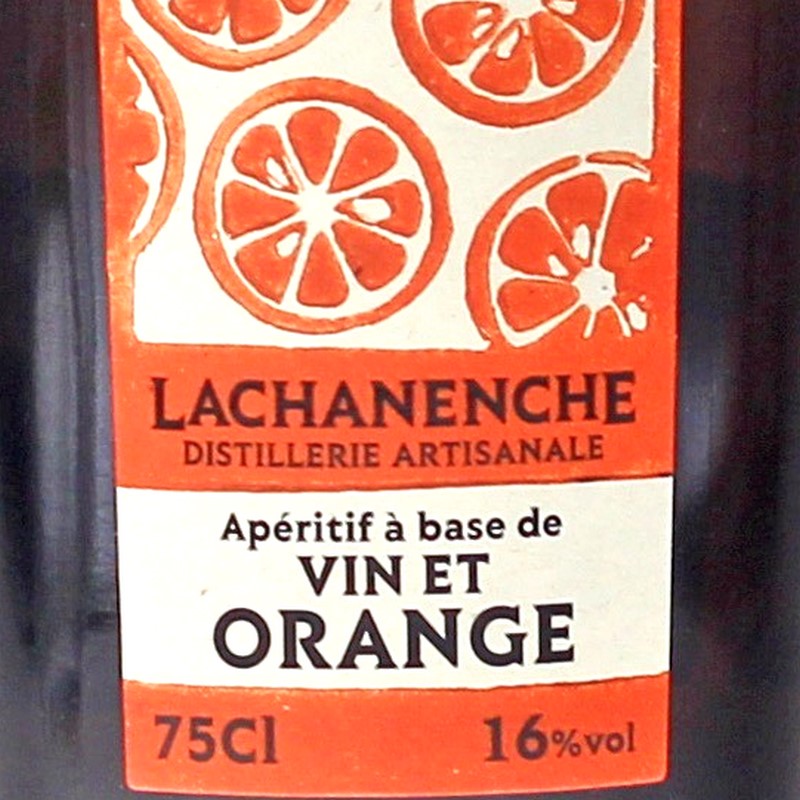 LACHANENCHE
DISTILLERIE ARTISANALE
Apéritif à base de
VIN ET
ORANGE
75Cl 16%vol